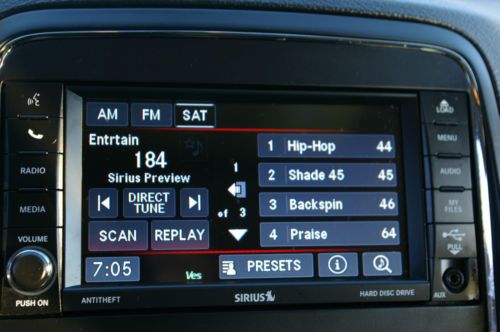 LOAD
AM FM SAT
MENU
Entrtain
184
Sirius Preview
1 Hip-Hop 44
RADIO
1
2 Shade 45 45
AUDIO
DIRECT TUNE
MEDIA
of 3
3 Backspin 46
MY FILES
SCAN REPLAY
4 Praise 64
VOLUME
PULL
7:05
Yes
PRESETS
PUSH ON
ANTITHEFT
SIRIUS
HARD DISC DRIVE
AUX